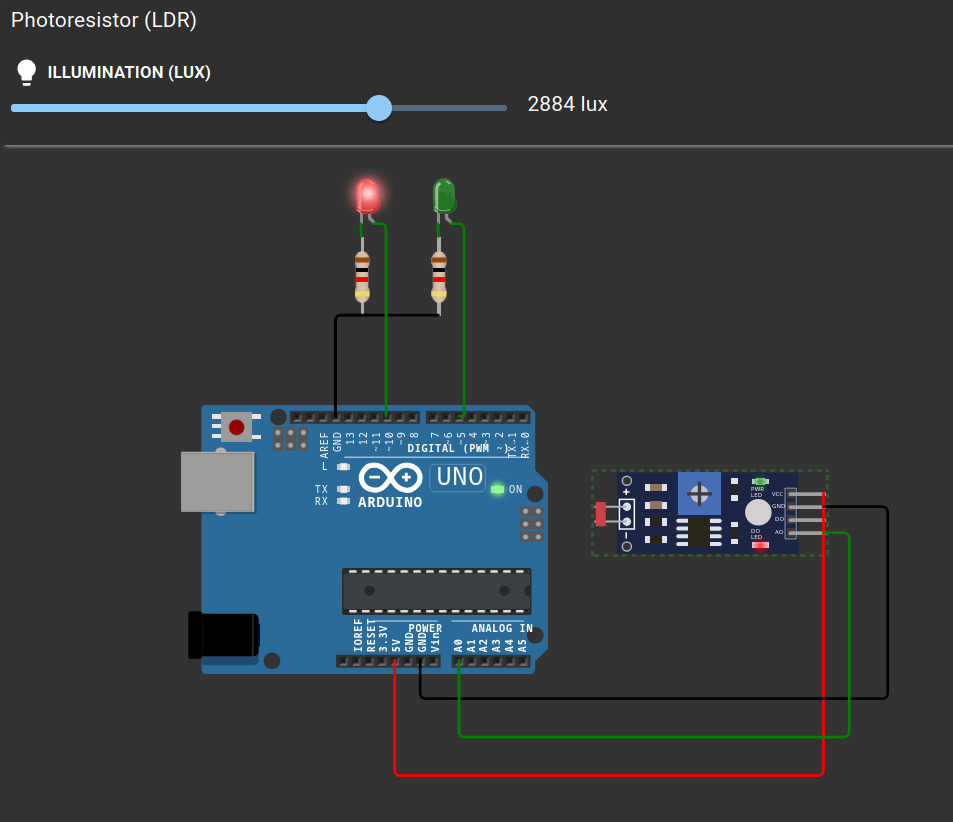 Photoresistor (LDR)
ILLUMINATION (LUX)
2884 lux
AREF
GND
13
12
~11
~10
~9
8
7
~6
~5
4
~3
2
TX→1
RX←0
DIGITAL (PWM ~)
L
TX
RX
UNO
ON
ARDUINO
IOREF
RESET
3.3V
5V
GND
GND
Vin
POWER
ANALOG IN
A0
A1
A2
A3
A4
A5
+
−
PWR
LED
DO
LED
VCC
GND
DO
AO